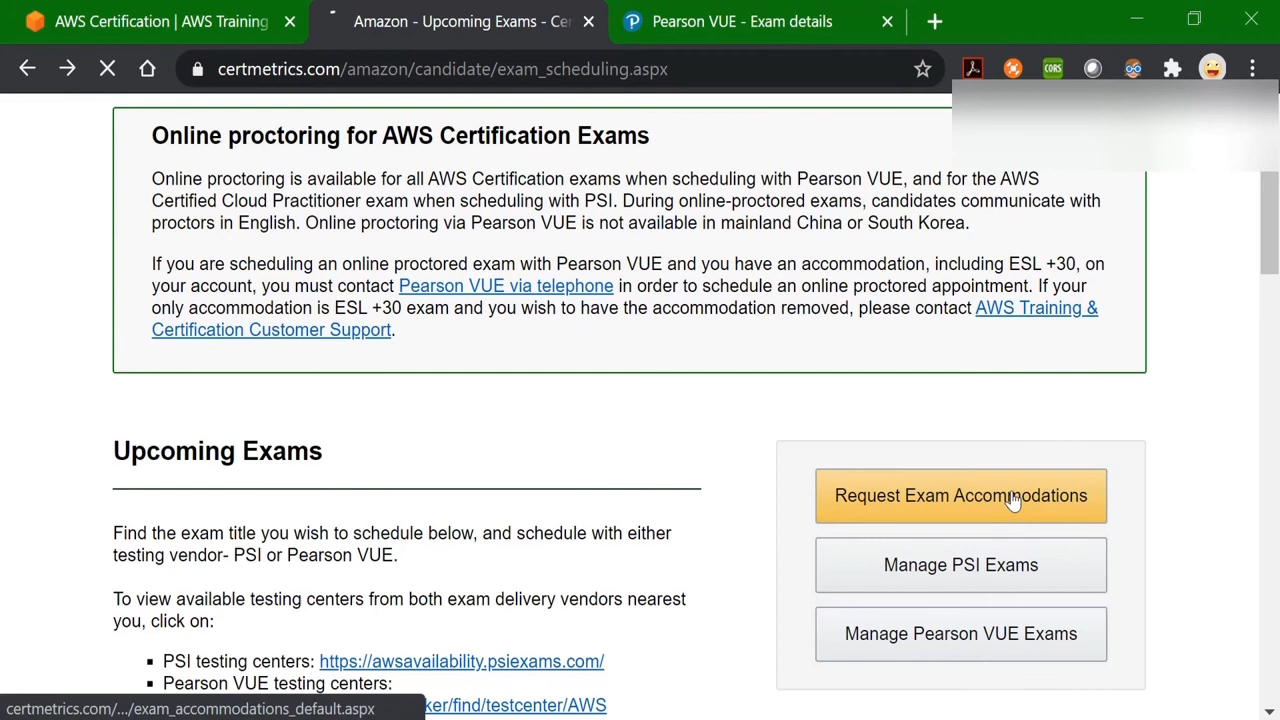 AWS Certification | AWS Training
Amazon - Upcoming Exams - Cer
Pearson VUE - Exam details
certmetrics.com/amazon/candidate/exam_scheduling.aspx
CORS
Online proctoring for AWS Certification Exams
Online proctoring is available for all AWS Certification exams when scheduling with Pearson VUE, and for the AWS
Certified Cloud Practitioner exam when scheduling with PSI. During online-proctored exams, candidates communicate with
proctors in English. Online proctoring via Pearson VUE is not available in mainland China or South Korea.
If you are scheduling an online proctored exam with Pearson VUE and you have an accommodation, including ESL +30, on
your account, you must contact Pearson VUE via telephone in order to schedule an online proctored appointment. If your
only accommodation is ESL +30 exam and you wish to have the accommodation removed, please contact AWS Training &
Certification Customer Support.
Upcoming Exams
Find the exam title you wish to schedule below, and schedule with either
testing vendor- PSI or Pearson VUE.
To view available testing centers from both exam delivery vendors nearest
you, click on:
▪ PSI testing centers: https://awsavailability.psiexams.com/
▪ Pearson VUE testing centers:
ker/find/testcenter/AWS
Request Exam Accommodations
Manage PSI Exams
Manage Pearson VUE Exams
certmetrics.com/.../exam_accommodations_default.aspx